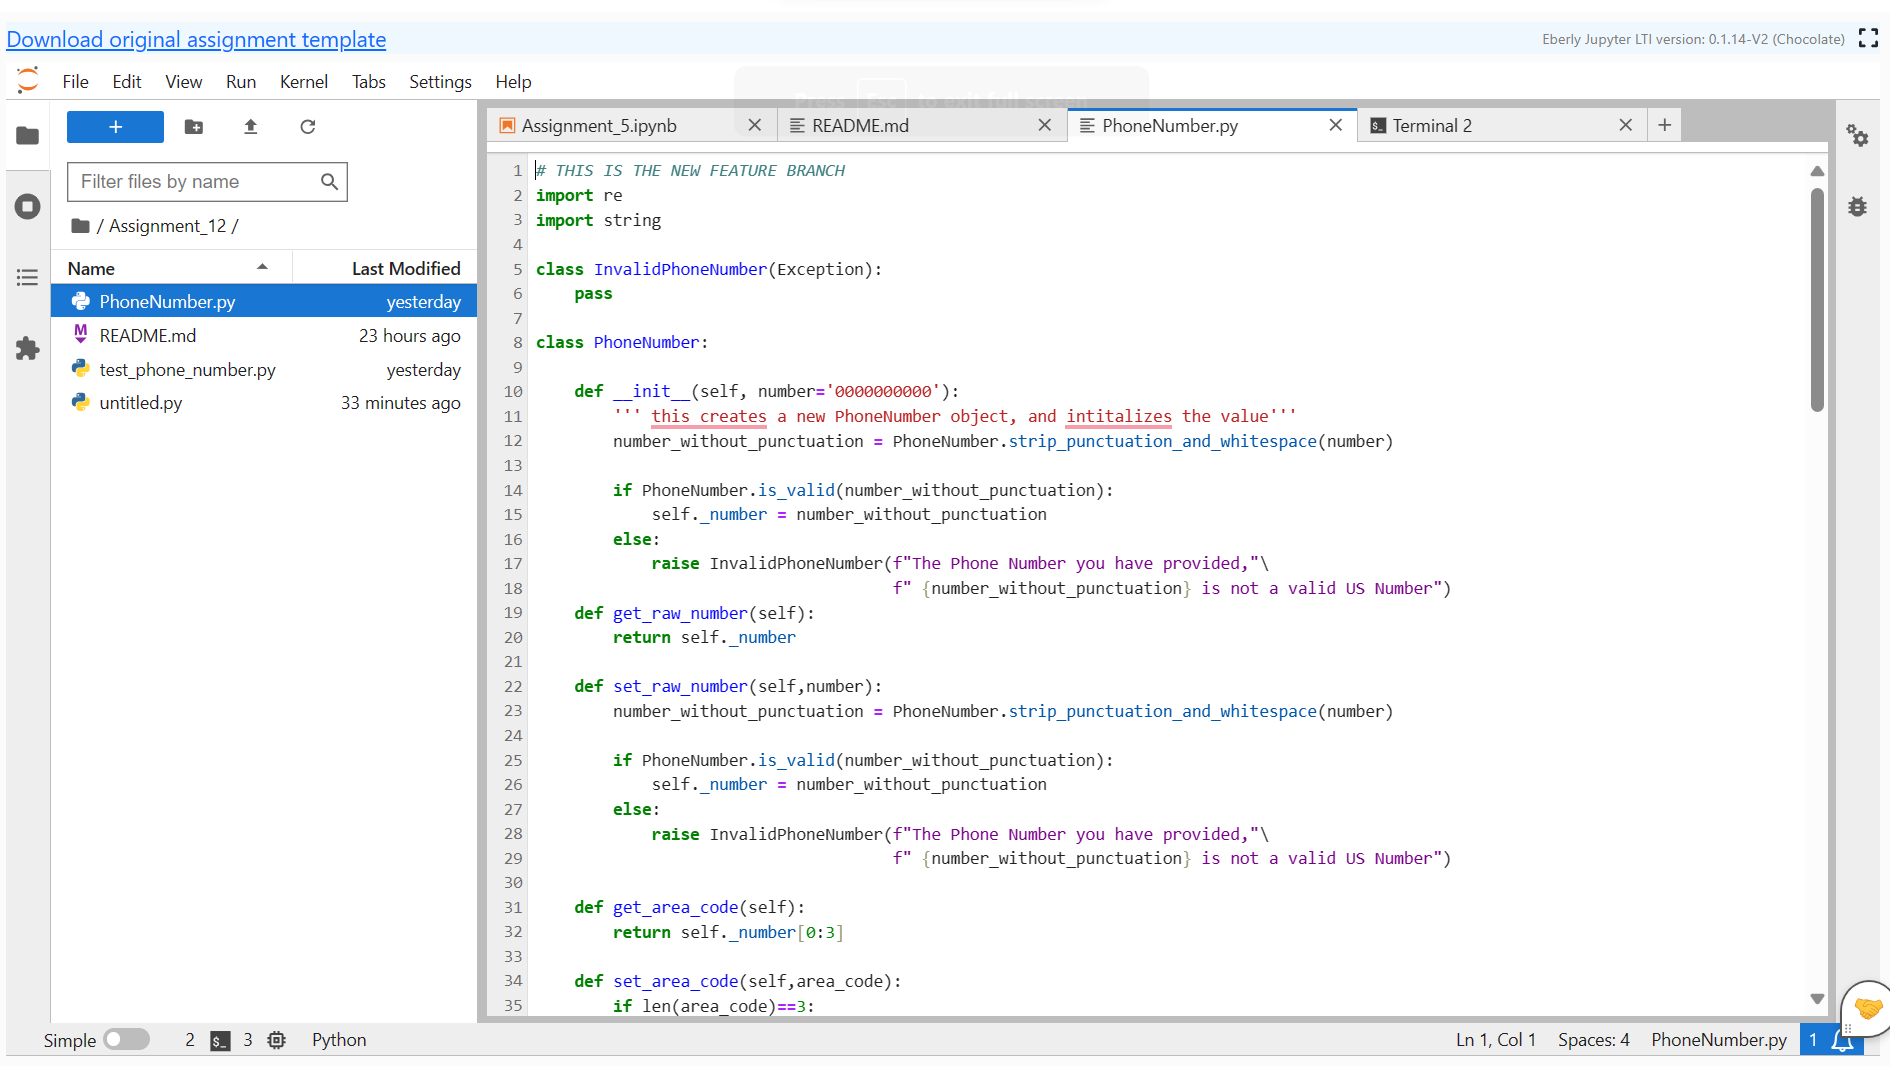 Download original assignment template
Eberly Jupyter LTI version: 0.1.14-V2 (Chocolate)
File Edit View Run Kernel Tabs Settings Help
Press Esc to exit full screen
+
Filter files by name
/ Assignment_12 /
Name Last Modified
PhoneNumber.py yesterday
README.md 23 hours ago
test_phone_number.py yesterday
untitled.py 33 minutes ago
Assignment_5.ipynb README.md PhoneNumber.py Terminal 2
1 # THIS IS THE NEW FEATURE BRANCH
2 import re
3 import string
4
5 class InvalidPhoneNumber(Exception):
6     pass
7
8 class PhoneNumber:
9
10     def __init__(self, number='0000000000'):
11         ''' this creates a new PhoneNumber object, and intitalizes the value'''
12         number_without_punctuation = PhoneNumber.strip_punctuation_and_whitespace(number)
13
14         if PhoneNumber.is_valid(number_without_punctuation):
15             self._number = number_without_punctuation
16         else:
17             raise InvalidPhoneNumber(f"The Phone Number you have provided,"\
18                                      f" {number_without_punctuation} is not a valid US Number")
19     def get_raw_number(self):
20         return self._number
21
22     def set_raw_number(self,number):
23         number_without_punctuation = PhoneNumber.strip_punctuation_and_whitespace(number)
24
25         if PhoneNumber.is_valid(number_without_punctuation):
26             self._number = number_without_punctuation
27         else:
28             raise InvalidPhoneNumber(f"The Phone Number you have provided,"\
29                                      f" {number_without_punctuation} is not a valid US Number")
30
31     def get_area_code(self):
32         return self._number[0:3]
33
34     def set_area_code(self,area_code):
35         if len(area_code)==3:
Simple 2 $_ 3 Python Ln 1, Col 1 Spaces: 4 PhoneNumber.py 1